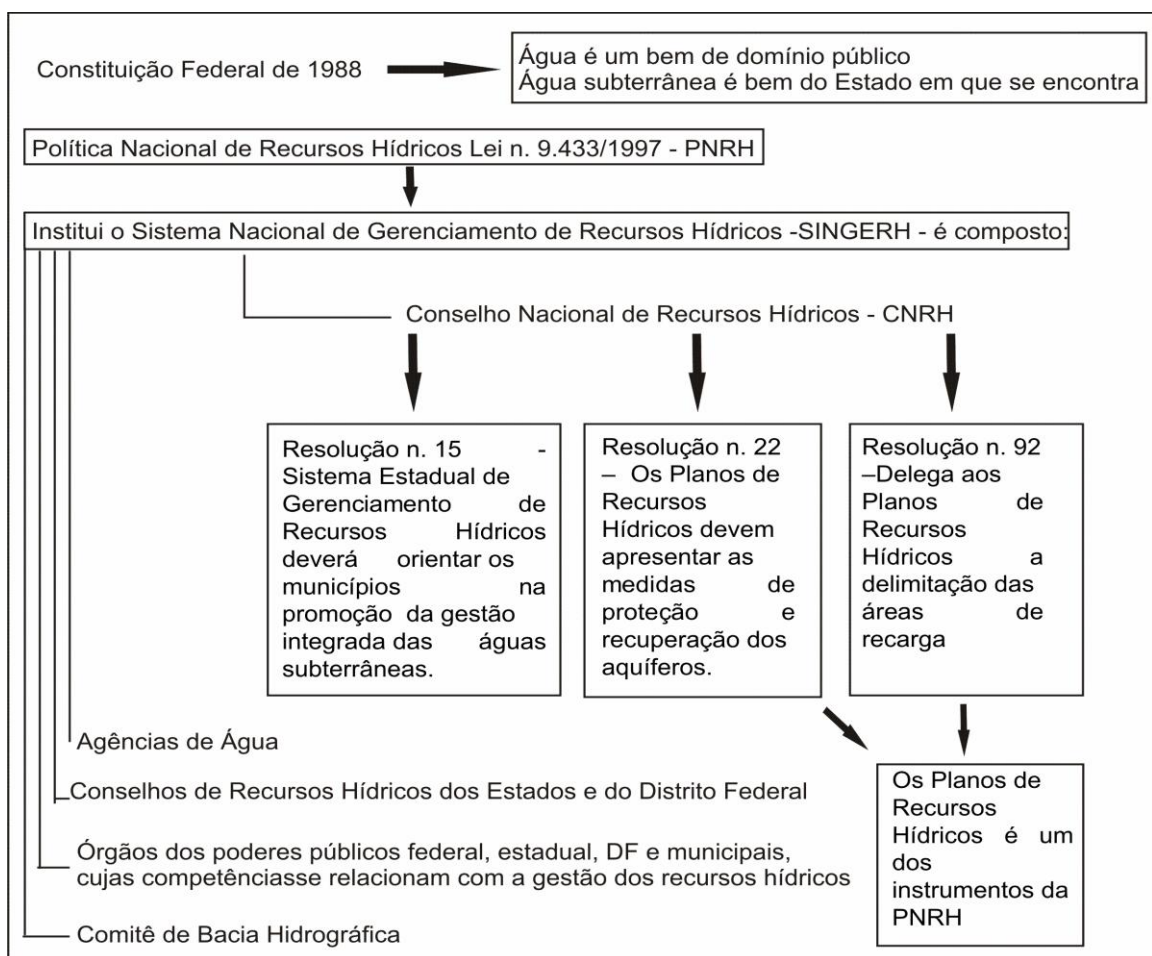 Constituição Federal de 1988
Água é um bem de domínio público
Água subterrânea é bem do Estado em que se encontra
Política Nacional de Recursos Hídricos Lei n. 9.433/1997 - PNRH
Institui o Sistema Nacional de Gerenciamento de Recursos Hídricos -SINGERH - é composto:
Conselho Nacional de Recursos Hídricos - CNRH
Resolução n. 15 -
Sistema Estadual de
Gerenciamento de
Recursos Hídricos
deverá orientar os
municípios na
promoção da gestão
integrada das águas
subterrâneas.
Resolução n. 22
– Os Planos de
Recursos
Hídricos devem
apresentar as
medidas de
proteção e
recuperação dos
aquíferos.
Resolução n. 92
–Delega aos
Planos de
Recursos
Hídricos a
delimitação das
áreas de
recarga
Agências de Água
Conselhos de Recursos Hídricos dos Estados e do Distrito Federal
Órgãos dos poderes públicos federal, estadual, DF e municipais,
cujas competênciasse relacionam com a gestão dos recursos hídricos
Comitê de Bacia Hidrográfica
Os Planos de
Recursos
Hídricos é um
dos
instrumentos da
PNRH